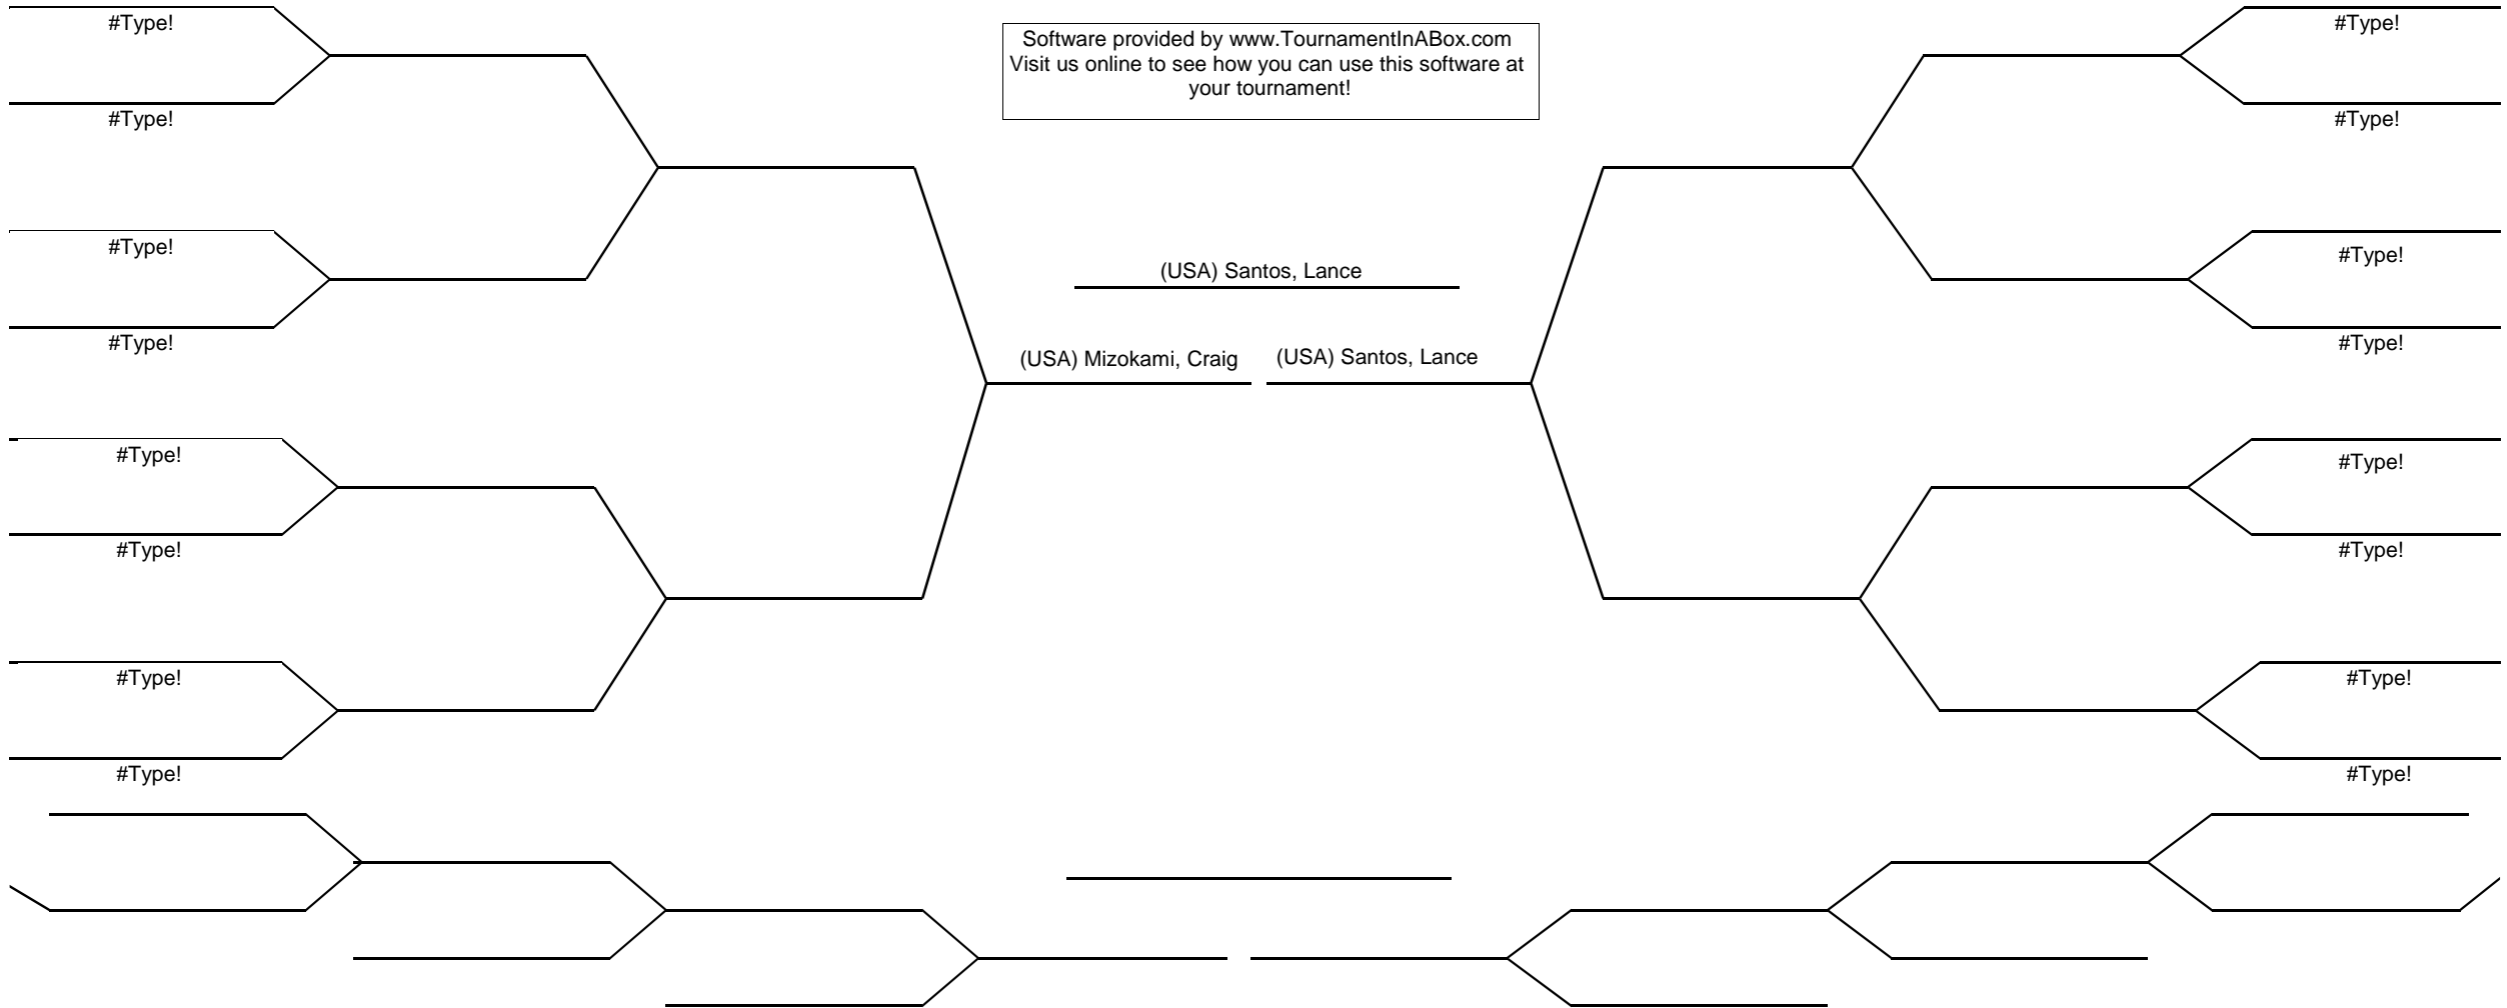 #Type!
#Type!
Software provided by www.TournamentInABox.com
Visit us online to see how you can use this software at
your tournament!
#Type!
#Type!
#Type!
#Type!
(USA) Santos, Lance
#Type!
#Type!
(USA) Mizokami, Craig
(USA) Santos, Lance
#Type!
#Type!
#Type!
#Type!
#Type!
#Type!
#Type!
#Type!